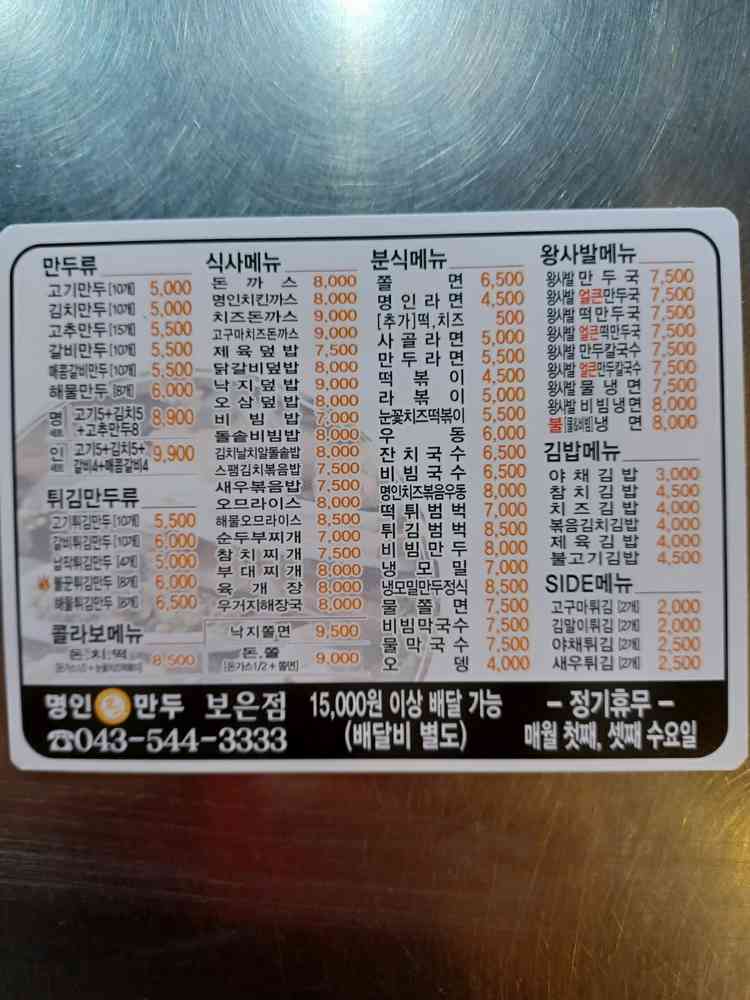 만두류
고기만두[10개] 5,000
김치만두[10개] 5,000
고추만두[15개] 5,500
갈비만두[10개] 5,500
매콤갈비만두[10개] 5,500
해물만두[8개] 6,000
명 세트 고기5+김치5 +고추만두8 8,900
인 세트 고기5+김치5+ 갈비4+매콤갈비4 9,900
튀김만두류
고기튀김만두[10개] 5,500
갈비튀김만두[10개] 6,000
납작튀김만두[4개] 5,000
불군튀김만두[8개] 6,000
해물튀김만두[8개] 6,500
콜라보메뉴
돈.치.떡 8,500
식사메뉴
돈까스 8,000
명인치킨까스 8,000
치즈돈까스 9,000
고구마치즈돈까스 9,000
제육덮밥 7,500
닭갈비덮밥 8,000
낙지덮밥 9,000
오삼덮밥 8,000
비빔밥 7,000
돌솥비빔밥 8,000
김치날치알돌솥밥 8,000
스팸김치볶음밥 7,500
새우볶음밥 7,500
오므라이스 8,000
해물오므라이스 8,500
순두부찌개 7,000
참치찌개 7,500
부대찌개 8,000
육개장 8,000
우거지해장국 8,000
낙지쫄면 9,500
돈.쫄 9,000
[돈가스1/2+쫄면]
분식메뉴
쫄면 6,500
명인라면 4,500
[추가]떡,치즈 500
사골라면 5,000
만두라면 5,500
떡볶이 4,500
라볶이 5,000
눈꽃치즈떡볶이 5,500
우동 6,000
잔치국수 6,500
비빔국수 6,500
명인치즈볶음우동 8,000
떡튀범벅 7,000
튀김범벅 8,500
비빔만두 8,000
냉모밀 7,000
냉모밀만두정식 8,500
물쫄면 7,500
비빔막국수 7,500
물막국수 7,500
오뎅 4,000
왕사발메뉴
왕사발 만두국 7,500
왕사발 얼큰만두국 7,500
왕사발 떡만두국 7,500
왕사발 얼큰떡만두국 7,500
왕사발 만두칼국수 7,500
왕사발 얼큰만두칼국수 7,500
왕사발 물냉면 7,500
왕사발 비빔냉면 8,000
불[물&비빔]냉면 8,000
김밥메뉴
야채김밥 3,000
참치김밥 4,500
치즈김밥 4,000
볶음김치김밥 4,000
제육김밥 4,000
불고기김밥 4,500
SIDE메뉴
고구마튀김 [2개] 2,000
김말이튀김 [2개] 2,000
야채튀김 [2개] 2,500
새우튀김 [2개] 2,500
명인 만두 보은점
☎043-544-3333
15,000원 이상 배달 가능
(배달비 별도)
- 정기휴무 -
매월 첫째, 셋째 수요일